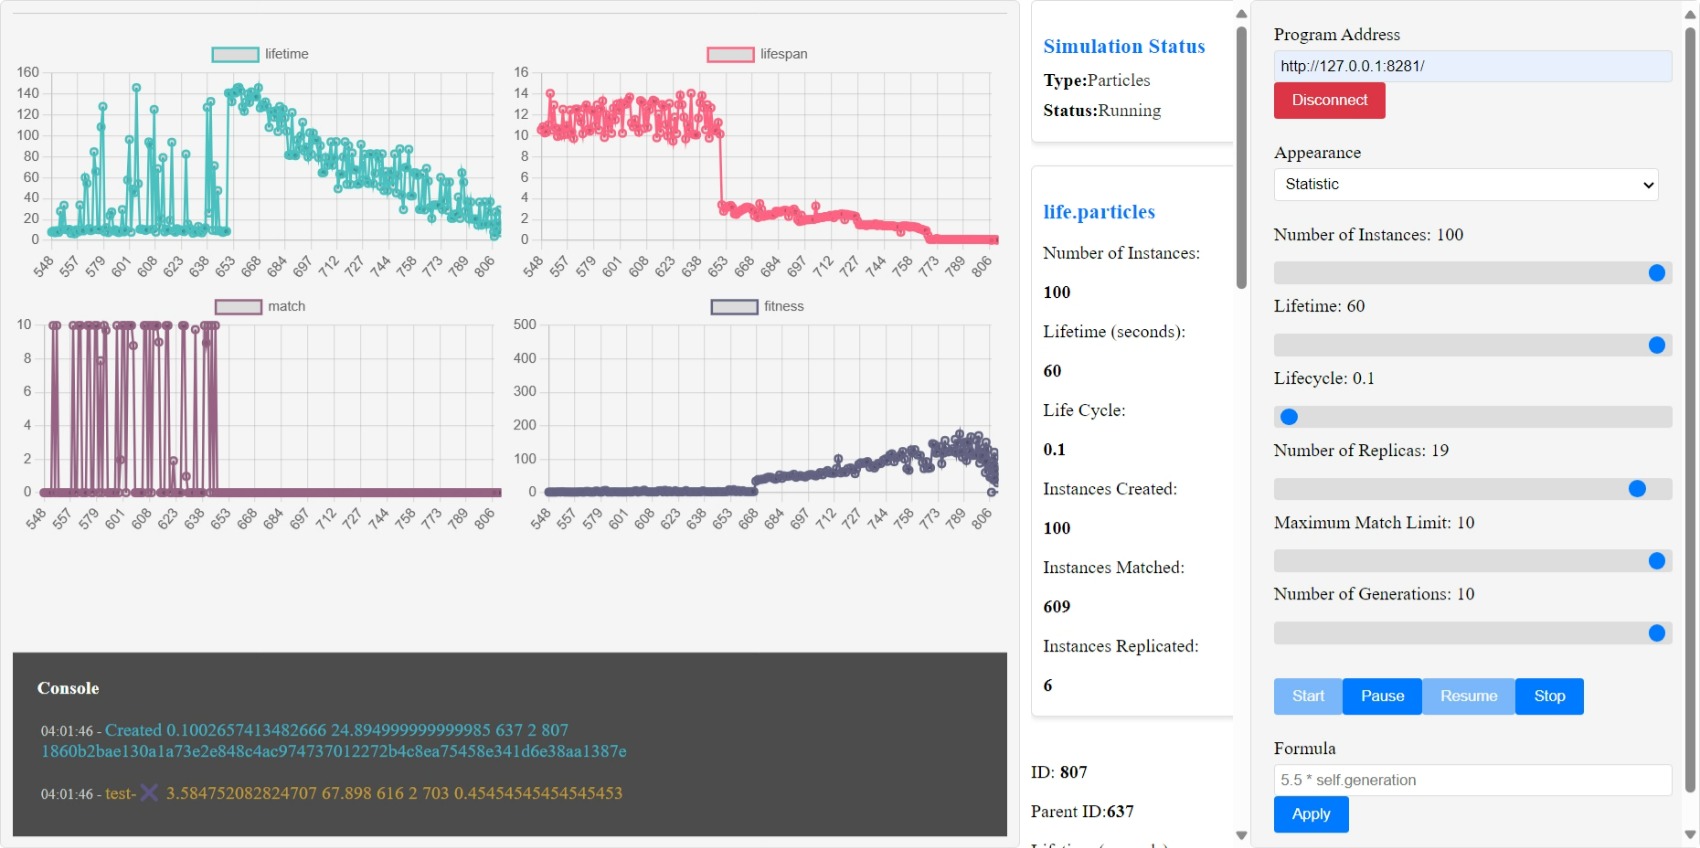 lifetime
160
140
120
100
80
60
40
20
0
548 557 579 601 608 623 638 653 668 684 697 712 727 744 758 773 789 806
lifespan
16
14
12
10
8
6
4
2
0
548 557 579 601 608 623 638 653 668 684 697 712 727 744 758 773 789 806
match
10
8
6
4
2
0
548 557 579 601 608 623 638 653 668 684 697 712 727 744 758 773 789 806
fitness
500
400
300
200
100
0
548 557 579 601 608 623 638 653 668 684 697 712 727 744 758 773 789 806
Console
04:01:46 - Created 0.1002657413482666 24.894999999999985 637 2 807
1860b2bae130a1a73e2e848c4ac974737012272b4c8ea75458e341d6e38aa1387e
04:01:46 - test- 3.584752082824707 67.898 616 2 703 0.45454545454545453
Simulation Status
Type:Particles
Status:Running
life.particles
Number of Instances:
100
Lifetime (seconds):
60
Life Cycle:
0.1
Instances Created:
100
Instances Matched:
609
Instances Replicated:
6
ID: 807
Parent ID:637
Program Address
http://127.0.0.1:8281/
Disconnect
Appearance
Statistic
Number of Instances: 100
Lifetime: 60
Lifecycle: 0.1
Number of Replicas: 19
Maximum Match Limit: 10
Number of Generations: 10
Start Pause Resume Stop
Formula
5.5 * self.generation
Apply